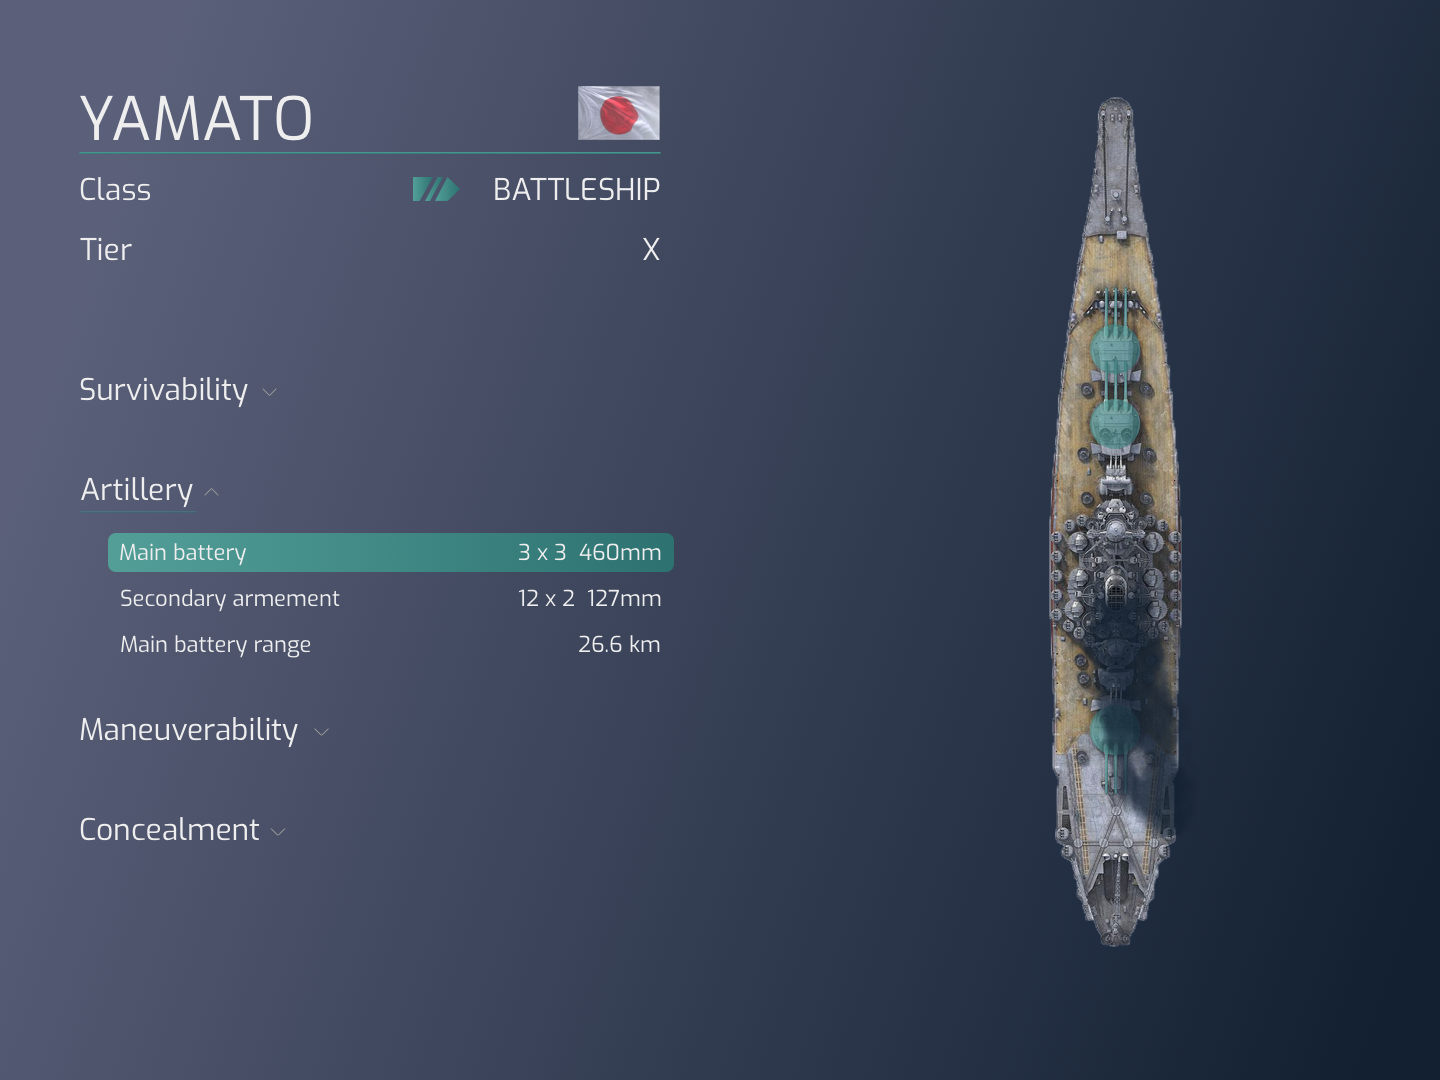 YAMATO
Class BATTLESHIP
Tier X
Survivability
Artillery
Main battery 3 x 3 460mm
Secondary armement 12 x 2 127mm
Main battery range 26.6 km
Maneuverability
Concealment